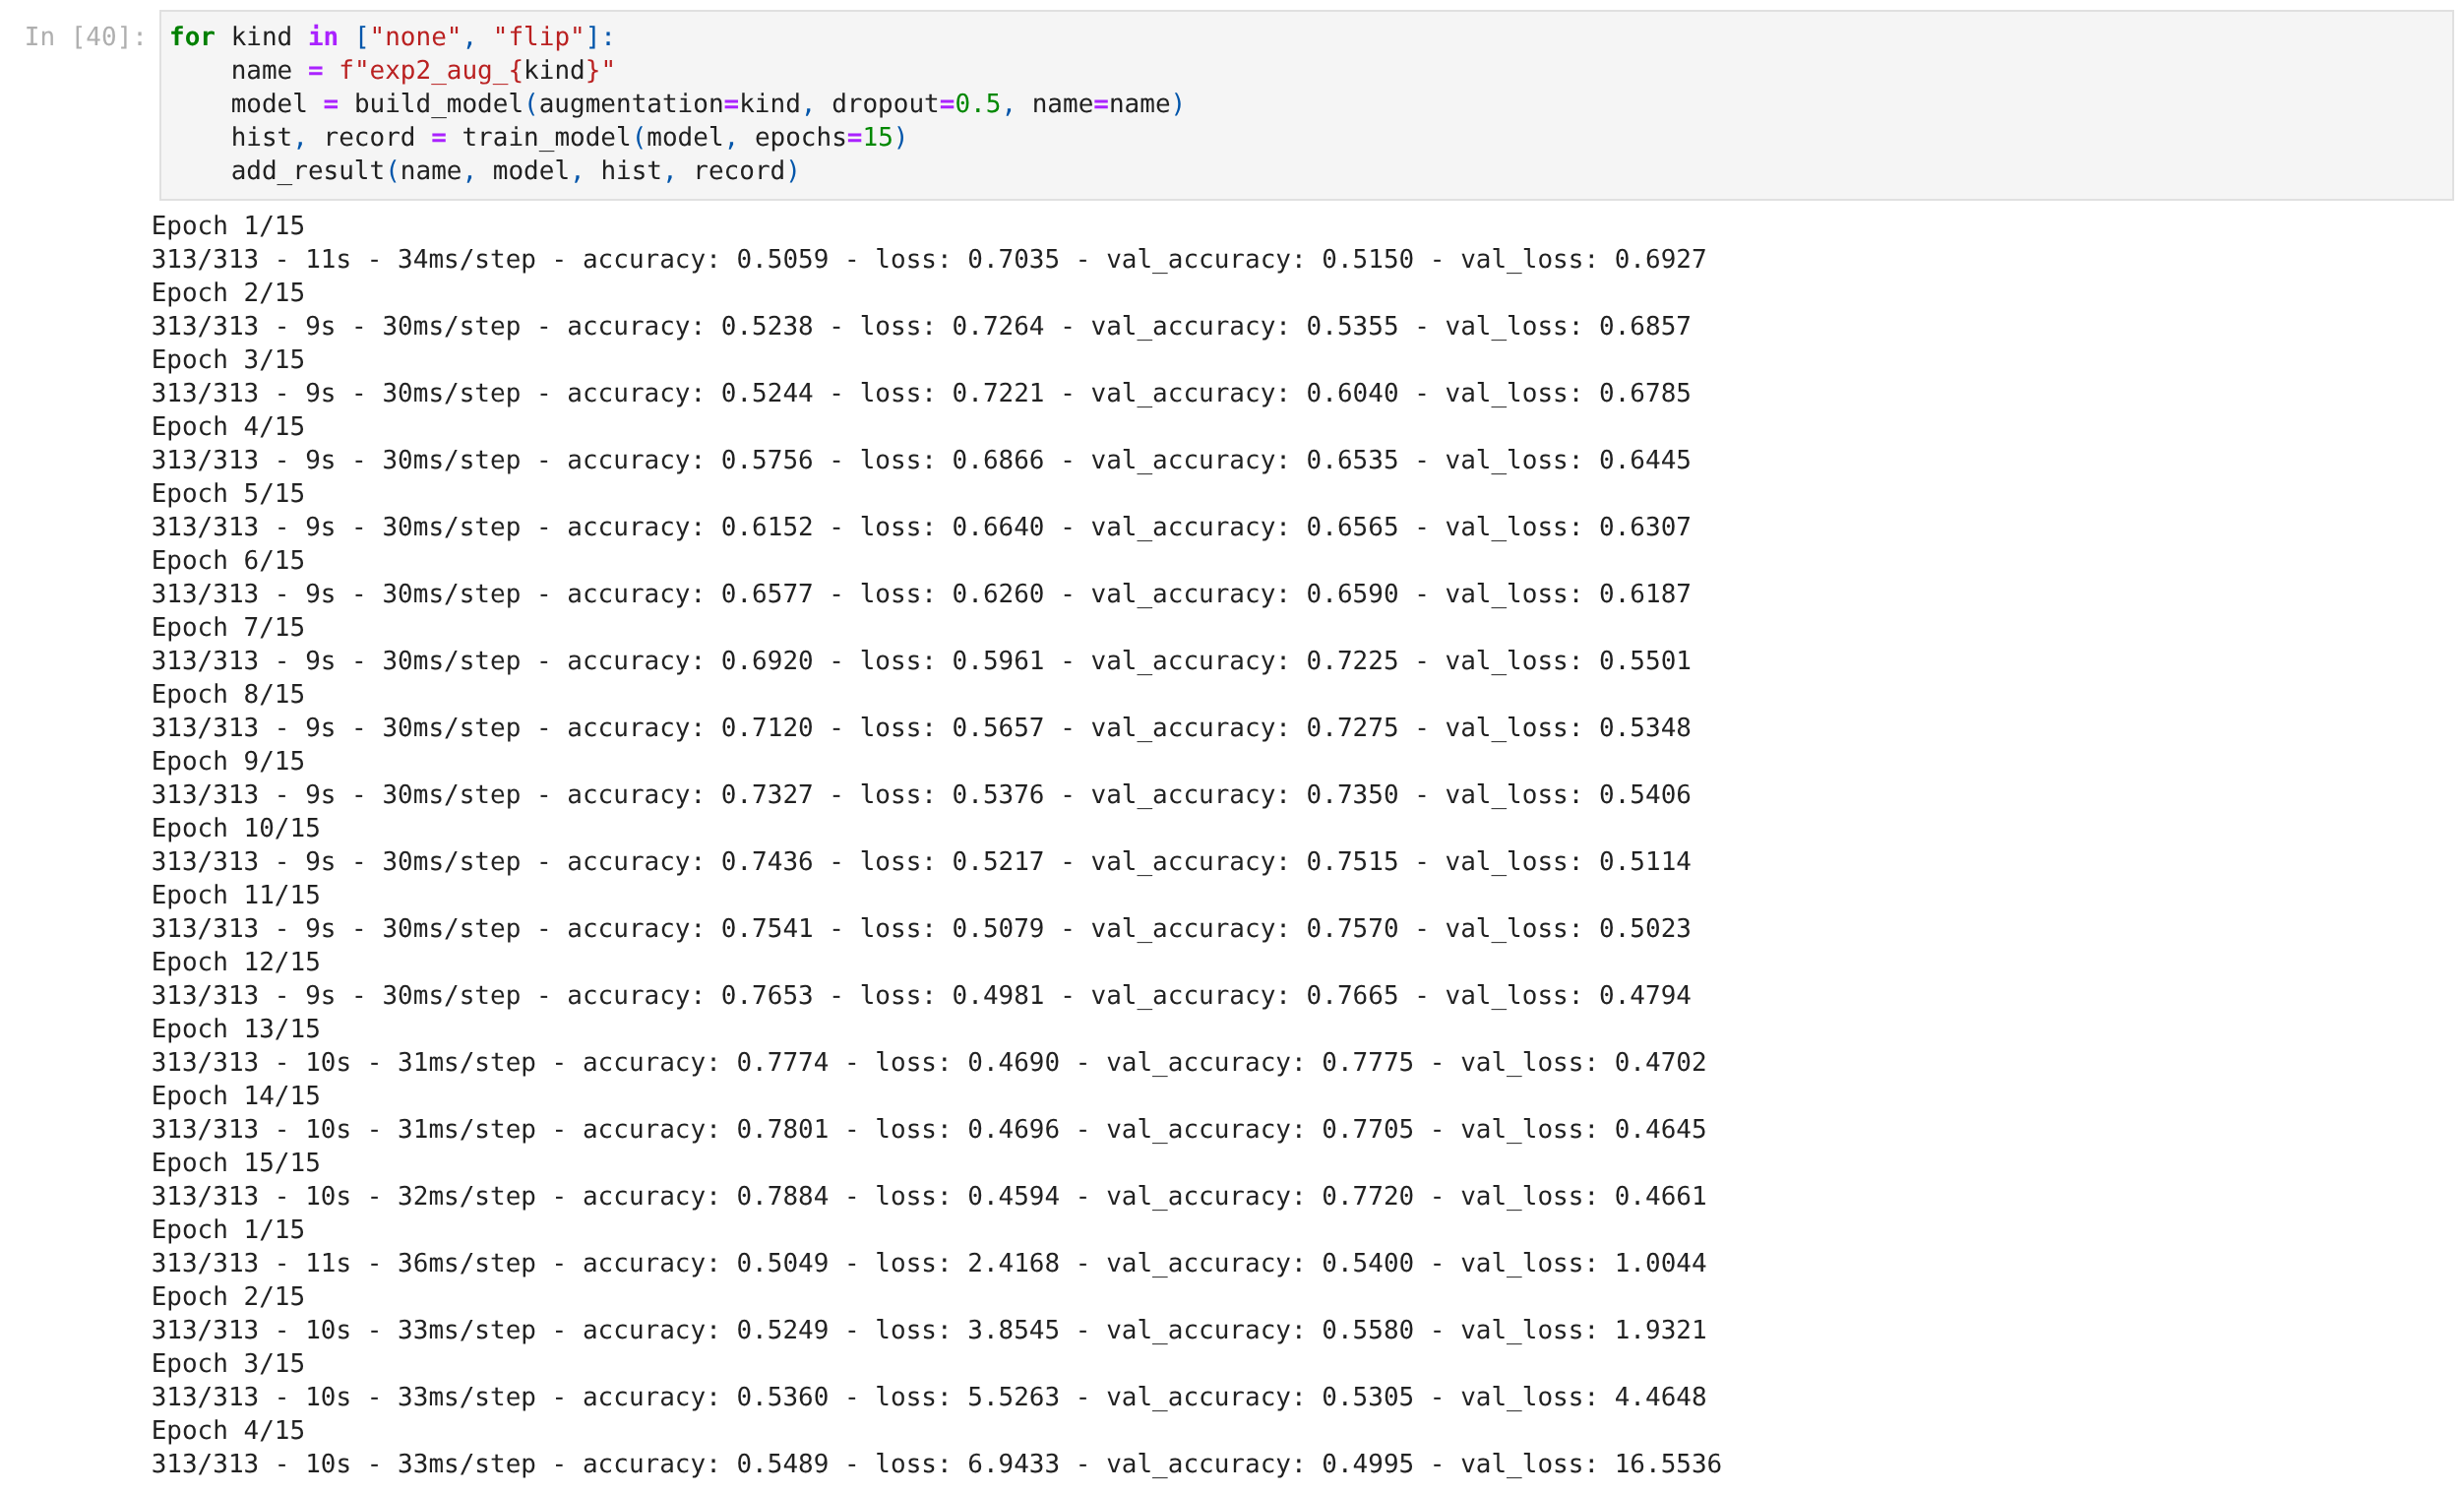 In [40]: for kind in ["none", "flip"]:
    name = f"exp2_aug_{kind}"
    model = build_model(augmentation=kind, dropout=0.5, name=name)
    hist, record = train_model(model, epochs=15)
    add_result(name, model, hist, record)
Epoch 1/15
313/313 - 11s - 34ms/step - accuracy: 0.5059 - loss: 0.7035 - val_accuracy: 0.5150 - val_loss: 0.6927
Epoch 2/15
313/313 - 9s - 30ms/step - accuracy: 0.5238 - loss: 0.7264 - val_accuracy: 0.5355 - val_loss: 0.6857
Epoch 3/15
313/313 - 9s - 30ms/step - accuracy: 0.5244 - loss: 0.7221 - val_accuracy: 0.6040 - val_loss: 0.6785
Epoch 4/15
313/313 - 9s - 30ms/step - accuracy: 0.5756 - loss: 0.6866 - val_accuracy: 0.6535 - val_loss: 0.6445
Epoch 5/15
313/313 - 9s - 30ms/step - accuracy: 0.6152 - loss: 0.6640 - val_accuracy: 0.6565 - val_loss: 0.6307
Epoch 6/15
313/313 - 9s - 30ms/step - accuracy: 0.6577 - loss: 0.6260 - val_accuracy: 0.6590 - val_loss: 0.6187
Epoch 7/15
313/313 - 9s - 30ms/step - accuracy: 0.6920 - loss: 0.5961 - val_accuracy: 0.7225 - val_loss: 0.5501
Epoch 8/15
313/313 - 9s - 30ms/step - accuracy: 0.7120 - loss: 0.5657 - val_accuracy: 0.7275 - val_loss: 0.5348
Epoch 9/15
313/313 - 9s - 30ms/step - accuracy: 0.7327 - loss: 0.5376 - val_accuracy: 0.7350 - val_loss: 0.5406
Epoch 10/15
313/313 - 9s - 30ms/step - accuracy: 0.7436 - loss: 0.5217 - val_accuracy: 0.7515 - val_loss: 0.5114
Epoch 11/15
313/313 - 9s - 30ms/step - accuracy: 0.7541 - loss: 0.5079 - val_accuracy: 0.7570 - val_loss: 0.5023
Epoch 12/15
313/313 - 9s - 30ms/step - accuracy: 0.7653 - loss: 0.4981 - val_accuracy: 0.7665 - val_loss: 0.4794
Epoch 13/15
313/313 - 10s - 31ms/step - accuracy: 0.7774 - loss: 0.4690 - val_accuracy: 0.7775 - val_loss: 0.4702
Epoch 14/15
313/313 - 10s - 31ms/step - accuracy: 0.7801 - loss: 0.4696 - val_accuracy: 0.7705 - val_loss: 0.4645
Epoch 15/15
313/313 - 10s - 32ms/step - accuracy: 0.7884 - loss: 0.4594 - val_accuracy: 0.7720 - val_loss: 0.4661
Epoch 1/15
313/313 - 11s - 36ms/step - accuracy: 0.5049 - loss: 2.4168 - val_accuracy: 0.5400 - val_loss: 1.0044
Epoch 2/15
313/313 - 10s - 33ms/step - accuracy: 0.5249 - loss: 3.8545 - val_accuracy: 0.5580 - val_loss: 1.9321
Epoch 3/15
313/313 - 10s - 33ms/step - accuracy: 0.5360 - loss: 5.5263 - val_accuracy: 0.5305 - val_loss: 4.4648
Epoch 4/15
313/313 - 10s - 33ms/step - accuracy: 0.5489 - loss: 6.9433 - val_accuracy: 0.4995 - val_loss: 16.5536